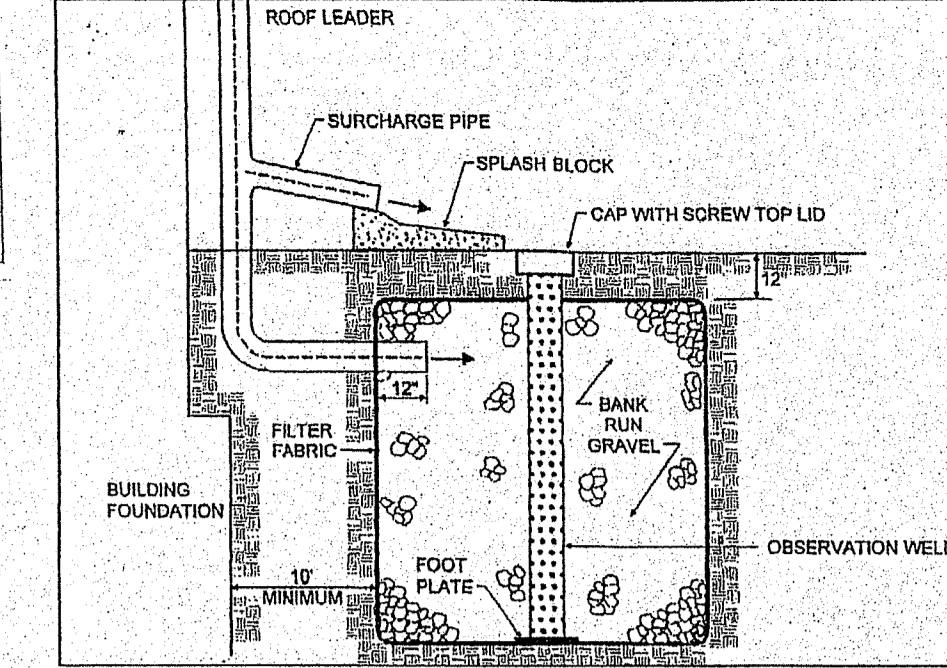 ROOF LEADER
SURCHARGE PIPE
SPLASH BLOCK
CAP WITH SCREW TOP LID
12"
12"
FILTER
FABRIC
BANK
RUN
GRAVEL
BUILDING
FOUNDATION
OBSERVATION WELL
FOOT
PLATE
10'
MINIMUM